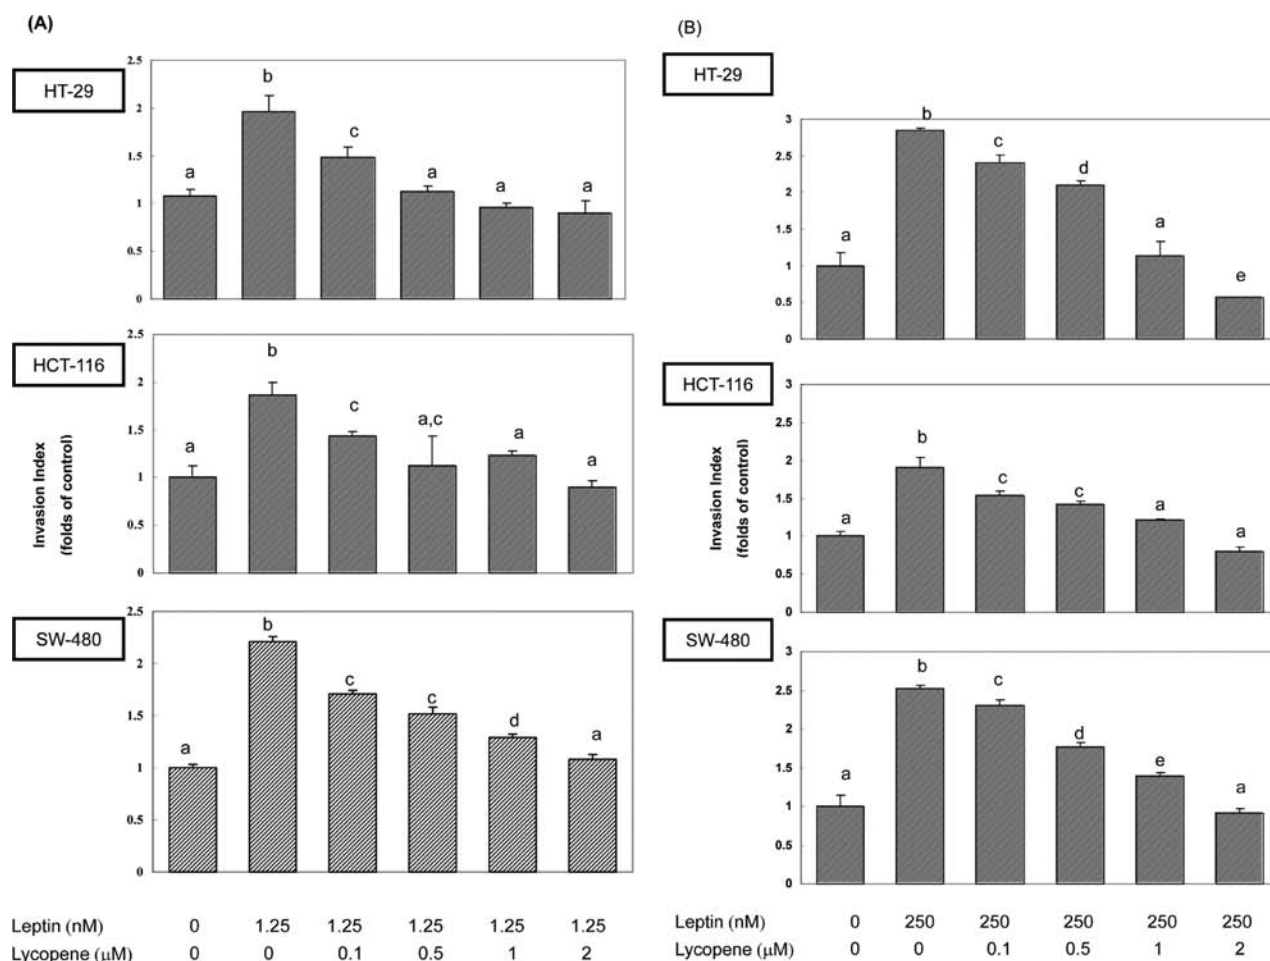 (A)
HT-29
2.5
2
1.5
1
0.5
0
a
b
c
a
a
a
HCT-116
Invasion Index
(folds of control)
2.5
2
1.5
1
0.5
0
a
b
c
a,c
a
a
SW-480
2.5
2
1.5
1
0.5
0
a
b
c
c
d
a
Leptin (nM) 0 1.25 1.25 1.25 1.25 1.25
Lycopene (μM) 0 0 0.1 0.5 1 2
(B)
HT-29
3
2.5
2
1.5
1
0.5
0
a
b
c
d
a
e
HCT-116
Invasion Index
(folds of control)
3
2.5
2
1.5
1
0.5
0
a
b
c
c
a
a
SW-480
3
2.5
2
1.5
1
0.5
0
a
b
c
d
e
a
Leptin (nM) 0 250 250 250 250 250
Lycopene (μM) 0 0 0.1 0.5 1 2